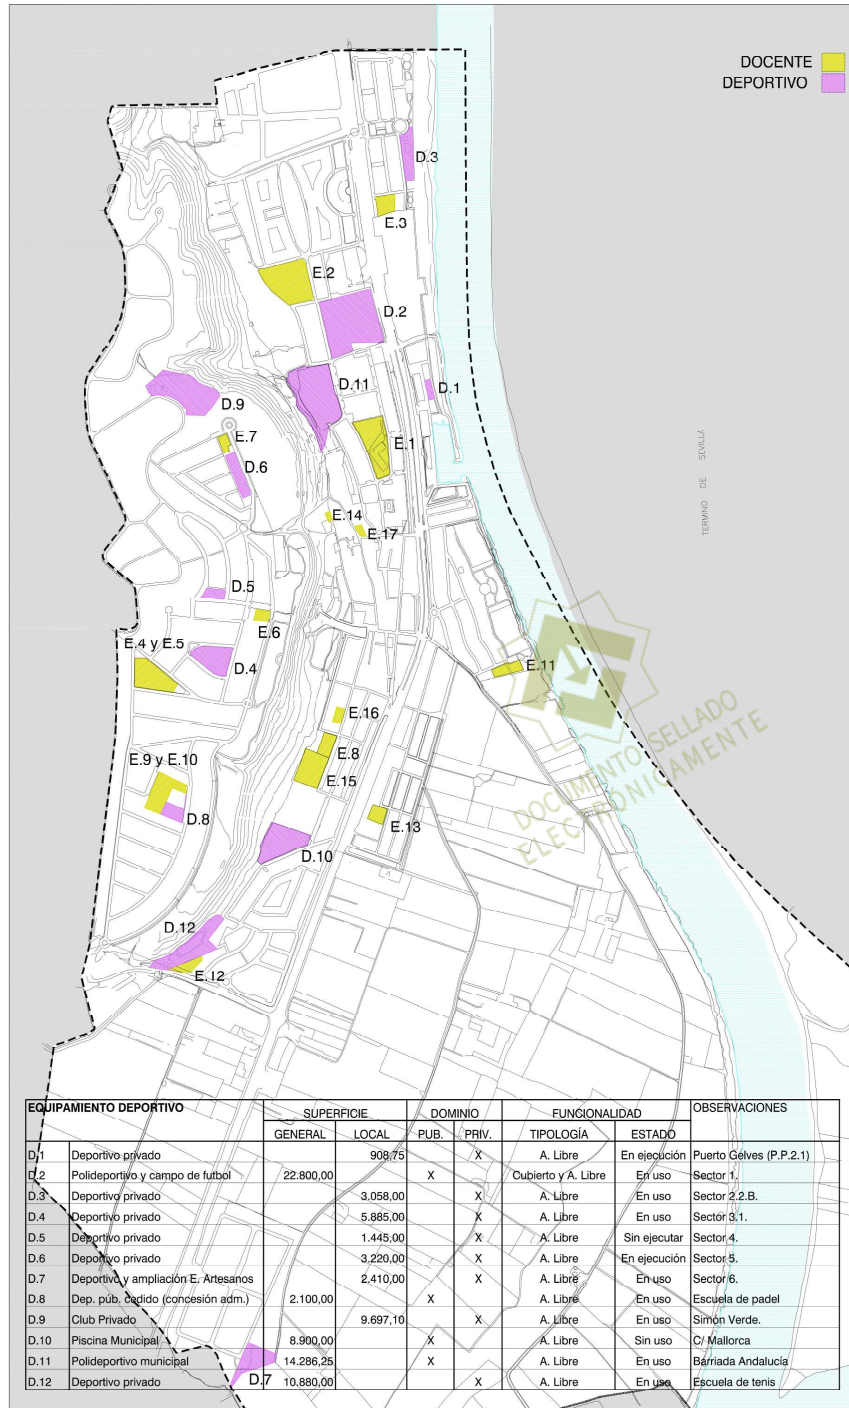 DOCENTE
DEPORTIVO
D.3
E.3
E.2
D.2
D.11
D.1
D.9
E.7
E.1
D.6
TERMINO DE SEVILLA
E.14
E.17
D.5
E.6
E.4 y E.5
D.4
E.11
E.16
E.8
E.9 y E.10
E.15
D.8
E.13
D.10
D.12
E.12
DOCUMENTO SELLADO
ELECTRONICAMENTE
EQUIPAMIENTO DEPORTIVO SUPERFICIE DOMINIO FUNCIONALIDAD OBSERVACIONES
GENERAL LOCAL PUB. PRIV. TIPOLOGÍA ESTADO
D.1 Deportivo privado 908,75 X A. Libre En ejecución Puerto Gelves (P.P.2.1)
D.2 Polideportivo y campo de futbol 22.800,00 X Cubierto y A. Libre En uso Sector 1.
D.3 Deportivo privado 3.058,00 X A. Libre En uso Sector 2.2.B.
D.4 Deportivo privado 5.885,00 X A. Libre En uso Sector 3.1.
D.5 Deportivo privado 1.445,00 X A. Libre Sin ejecutar Sector 4.
D.6 Deportivo privado 3.220,00 X A. Libre En ejecución Sector 5.
D.7 Deportivo y ampliación E. Artesanos 2.410,00 X A. Libre En uso Sector 6.
D.8 Dep. púb. cedido (concesión adm.) 2.100,00 X A. Libre En uso Escuela de padel
D.9 Club Privado 9.697,10 X A. Libre En uso Simón Verde.
D.10 Piscina Municipal 8.900,00 X A. Libre Sin uso C/ Mallorca
D.11 Polideportivo municipal 14.286,25 X A. Libre En uso Barriada Andalucía
D.12 Deportivo privado 10.880,00 X A. Libre En uso Escuela de tenis
D.7